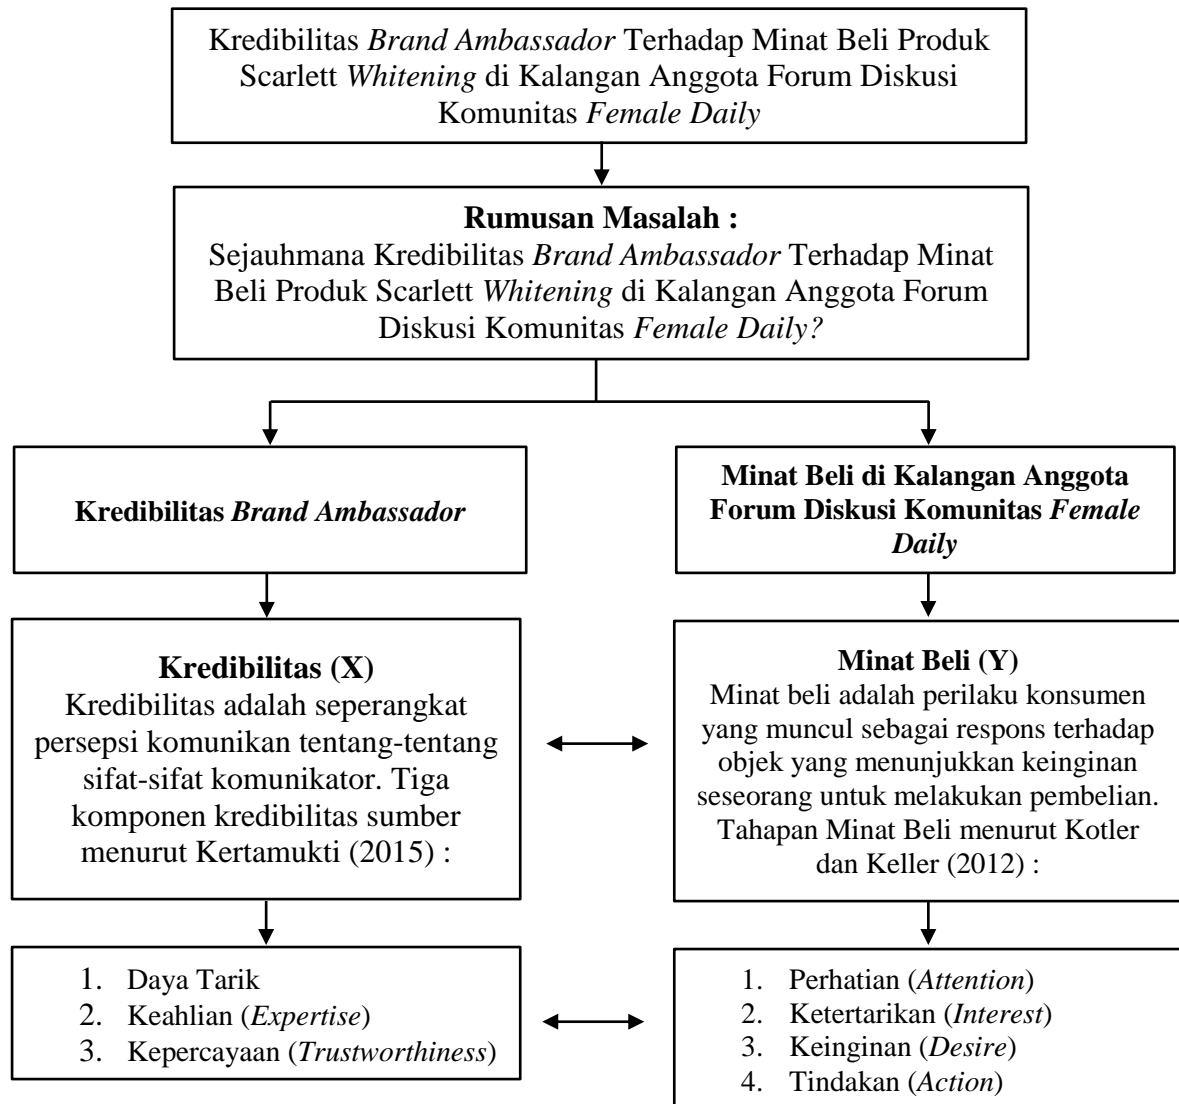 Kredibilitas Brand Ambassador Terhadap Minat Beli Produk
Scarlett Whitening di Kalangan Anggota Forum Diskusi
Komunitas Female Daily
Rumusan Masalah :
Sejauhmana Kredibilitas Brand Ambassador Terhadap Minat
Beli Produk Scarlett Whitening di Kalangan Anggota Forum
Diskusi Komunitas Female Daily?
Kredibilitas Brand Ambassador
Minat Beli di Kalangan Anggota
Forum Diskusi Komunitas Female
Daily
Kredibilitas (X)
Kredibilitas adalah seperangkat
persepsi komunikan tentang-tentang
sifat-sifat komunikator. Tiga
komponen kredibilitas sumber
menurut Kertamukti (2015) :
Minat Beli (Y)
Minat beli adalah perilaku konsumen
yang muncul sebagai respons terhadap
objek yang menunjukkan keinginan
seseorang untuk melakukan pembelian.
Tahapan Minat Beli menurut Kotler
dan Keller (2012) :
1. Daya Tarik
2. Keahlian (Expertise)
3. Kepercayaan (Trustworthiness)
1. Perhatian (Attention)
2. Ketertarikan (Interest)
3. Keinginan (Desire)
4. Tindakan (Action)